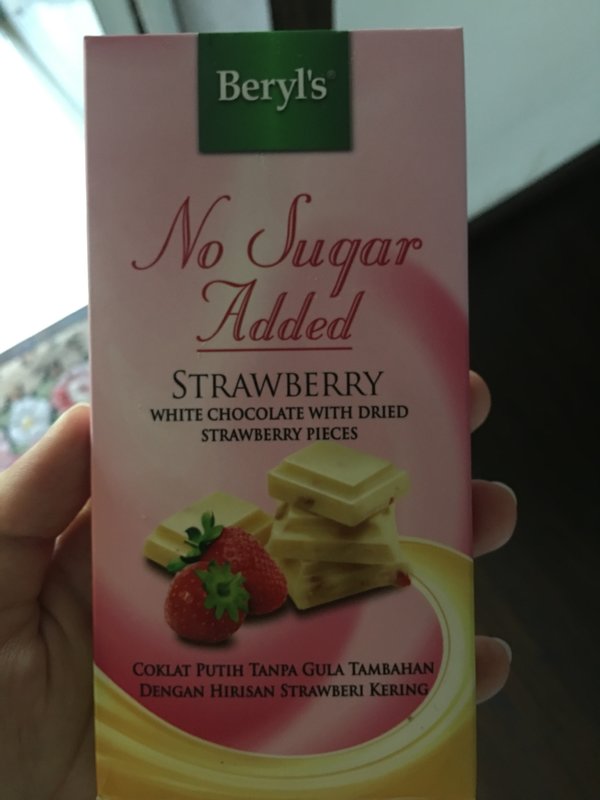 Beryl's®
No Sugar
Added
STRAWBERRY
WHITE CHOCOLATE WITH DRIED
STRAWBERRY PIECES
COKLAT PUTIH TANPA GULA TAMBAHAN
DENGAN HIRISAN STRAWBERI KERING